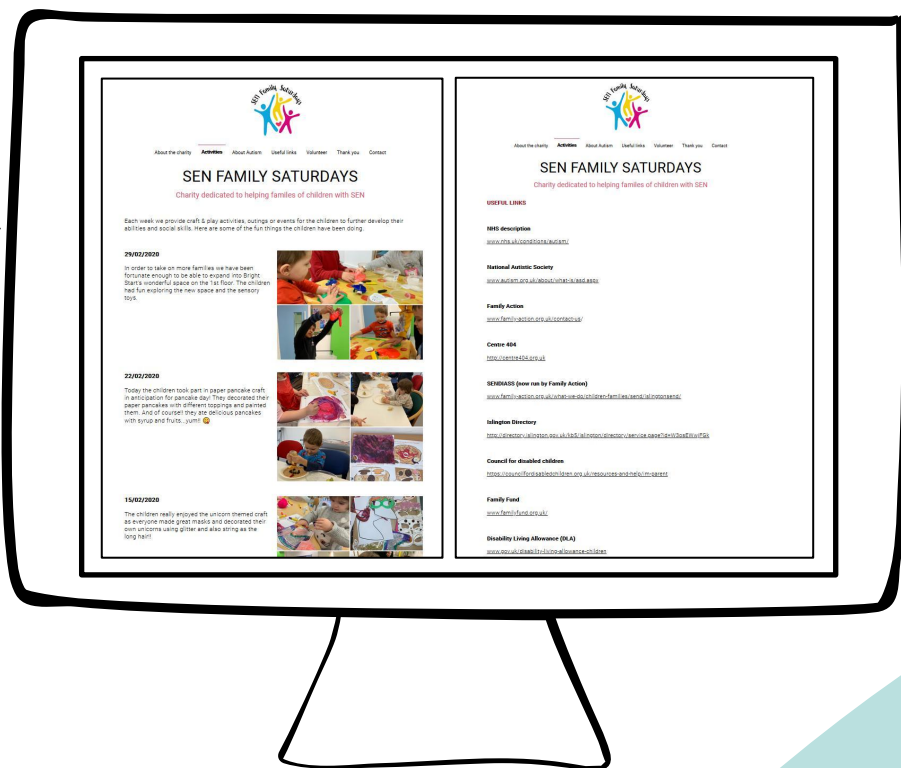 SEN Family Saturdays
About the charity Activities About Autism Useful links Volunteer Thank you Contact
SEN FAMILY SATURDAYS
Charity dedicated to helping familes of children with SEN
Each week we provide craft & play activities, outings or events for the children to further develop their
abilities and social skills. Here are some of the fun things the children have been doing.
29/02/2020
In order to take on more families we have been
fortunate enough to be able to expand into Bright
Start's wonderful space on the 1st floor. The children
had fun exploring the new space and the sensory
toys.
22/02/2020
Today the children took part in paper pancake craft
in anticipation for pancake day! They decorated their
paper pancakes with different toppings and painted
them. And of course!! they ate delicious pancakes
with syrup and fruits...yum!! 😋
15/02/2020
The children really enjoyed the unicorn themed craft
as everyone made great masks and decorated their
own unicorns using glitter and also string as the
long hair!!
SEN Family Saturdays
About the charity Activities About Autism Useful links Volunteer Thank you Contact
SEN FAMILY SATURDAYS
Charity dedicated to helping familes of children with SEN
USEFUL LINKS
NHS description
www.nhs.uk/conditions/autism/
National Autistic Society
www.autism.org.uk/about/what-is/asd.aspx
Family Action
www.family-action.org.uk/contact-us/
Centre 404
http://centre404.org.uk
SENDIASS (now run by Family Action)
www.family-action.org.uk/what-we-do/children-families/send/islingtonsend/
Islington Directory
Council for disabled children
https://councilfordisabledchildren.org.uk/resources-and-help/im-parent
Family Fund
www.familyfund.org.uk/
Disability Living Allowance (DLA)
www.gov.uk/disability-living-allowance-children